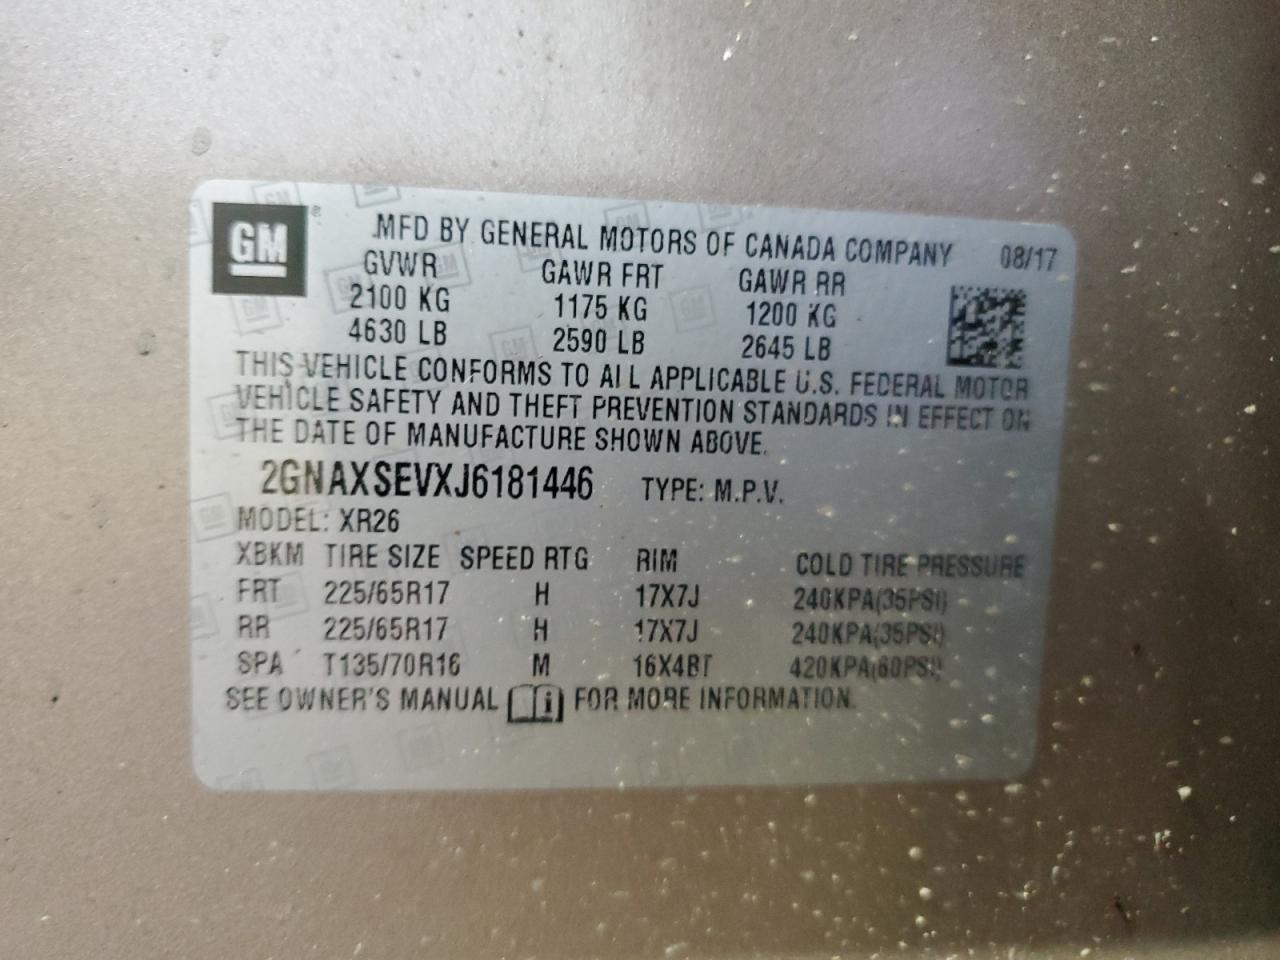 GM ®
MFD BY GENERAL MOTORS OF CANADA COMPANY 08/17
GVWR GAWR FRT GAWR RR
2100 KG 1175 KG 1200 KG
4630 LB 2590 LB 2645 LB
THIS VEHICLE CONFORMS TO ALL APPLICABLE U.S. FEDERAL MOTOR
VEHICLE SAFETY AND THEFT PREVENTION STANDARDS IN EFFECT ON
THE DATE OF MANUFACTURE SHOWN ABOVE.
2GNAXSEVXJ6181446 TYPE: M.P.V.
MODEL: XR26
XBKM TIRE SIZE SPEED RTG RIM COLD TIRE PRESSURE
FRT 225/65R17 H 17X7J 240KPA(35PSI)
RR 225/65R17 H 17X7J 240KPA(35PSI)
SPA T135/70R16 M 16X4BT 420KPA(60PSI)
SEE OWNER'S MANUAL FOR MORE INFORMATION.